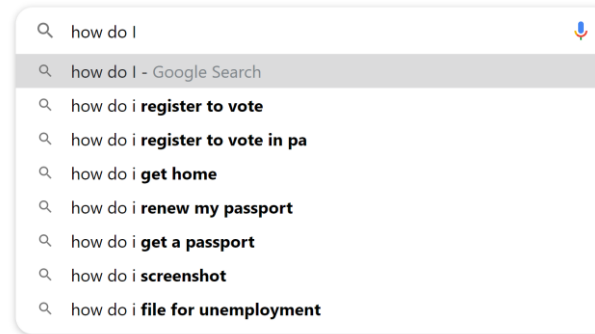 how do I
how do I - Google Search
how do i register to vote
how do i register to vote in pa
how do i get home
how do i renew my passport
how do i get a passport
how do i screenshot
how do i file for unemployment